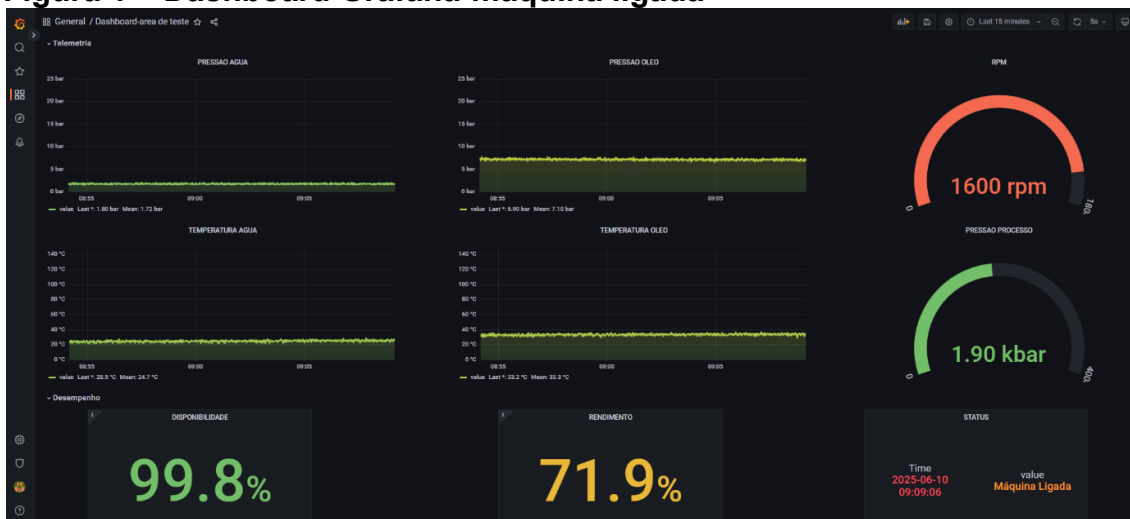 General / Dashboard-area de teste
Last 15 minutes
5s
Telemetria
PRESSAO AGUA
25 bar
20 bar
15 bar
10 bar
5 bar
0 bar
08:55 09:00 09:05
value Last *: 1.80 bar Mean: 1.72 bar
PRESSAO OLEO
25 bar
20 bar
15 bar
10 bar
5 bar
0 bar
08:55 09:00 09:05
value Last *: 6.90 bar Mean: 7.10 bar
RPM
1600 rpm
0
TEMPERATURA AGUA
140 °C
120 °C
100 °C
80 °C
60 °C
40 °C
20 °C
0 °C
08:55 09:00 09:05
value Last *: 28.5 °C Mean: 24.7 °C
TEMPERATURA OLEO
140 °C
120 °C
100 °C
80 °C
60 °C
40 °C
20 °C
0 °C
08:55 09:00 09:05
value Last *: 33.2 °C Mean: 33.3 °C
PRESSAO PROCESSO
1.90 kbar
0
Desempenho
DISPONIBILIDADE
99.8%
RENDIMENTO
71.9%
STATUS
Time
2025-06-10
09:09:06
value
Máquina Ligada